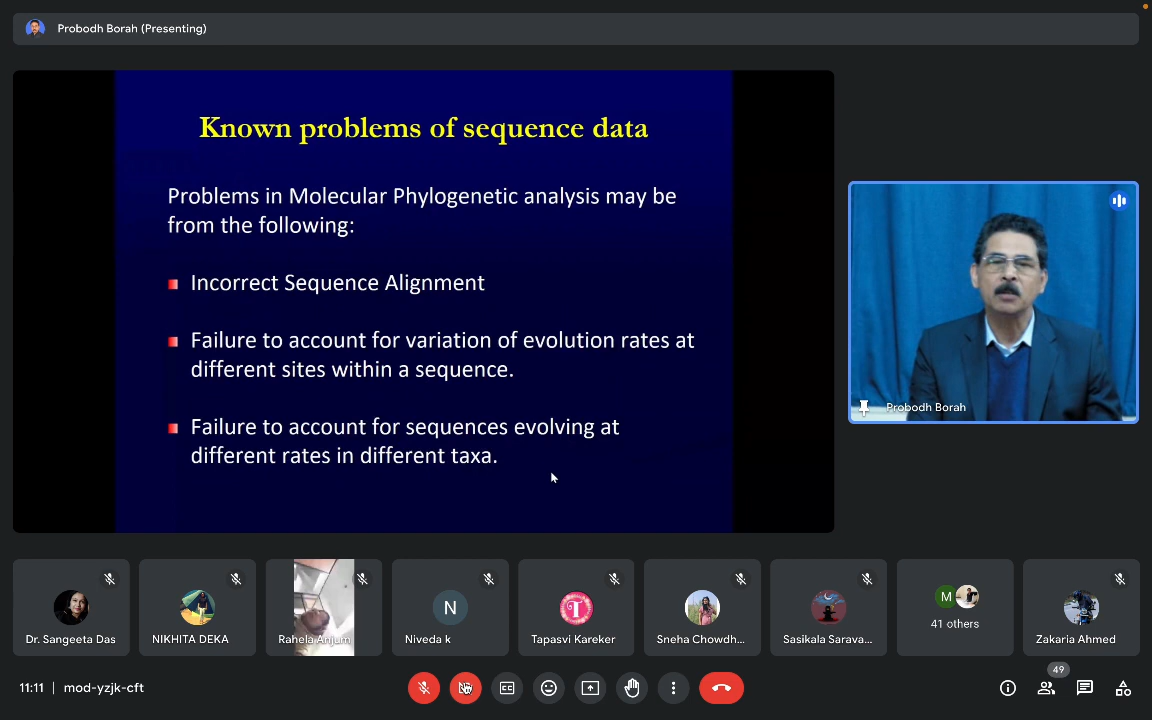 Probodh Borah (Presenting)
Known problems of sequence data
Problems in Molecular Phylogenetic analysis may be
from the following:
Incorrect Sequence Alignment
Failure to account for variation of evolution rates at
different sites within a sequence.
Failure to account for sequences evolving at
different rates in different taxa.
Probodh Borah
Dr. Sangeeta Das
NIKHITA DEKA
Rahela Anjum
N
Niveda k
T
Tapasvi Kareker
Sneha Chowdh...
Sasikala Sarava...
M
41 others
Zakaria Ahmed
11:11 | mod-yzjk-cft
49